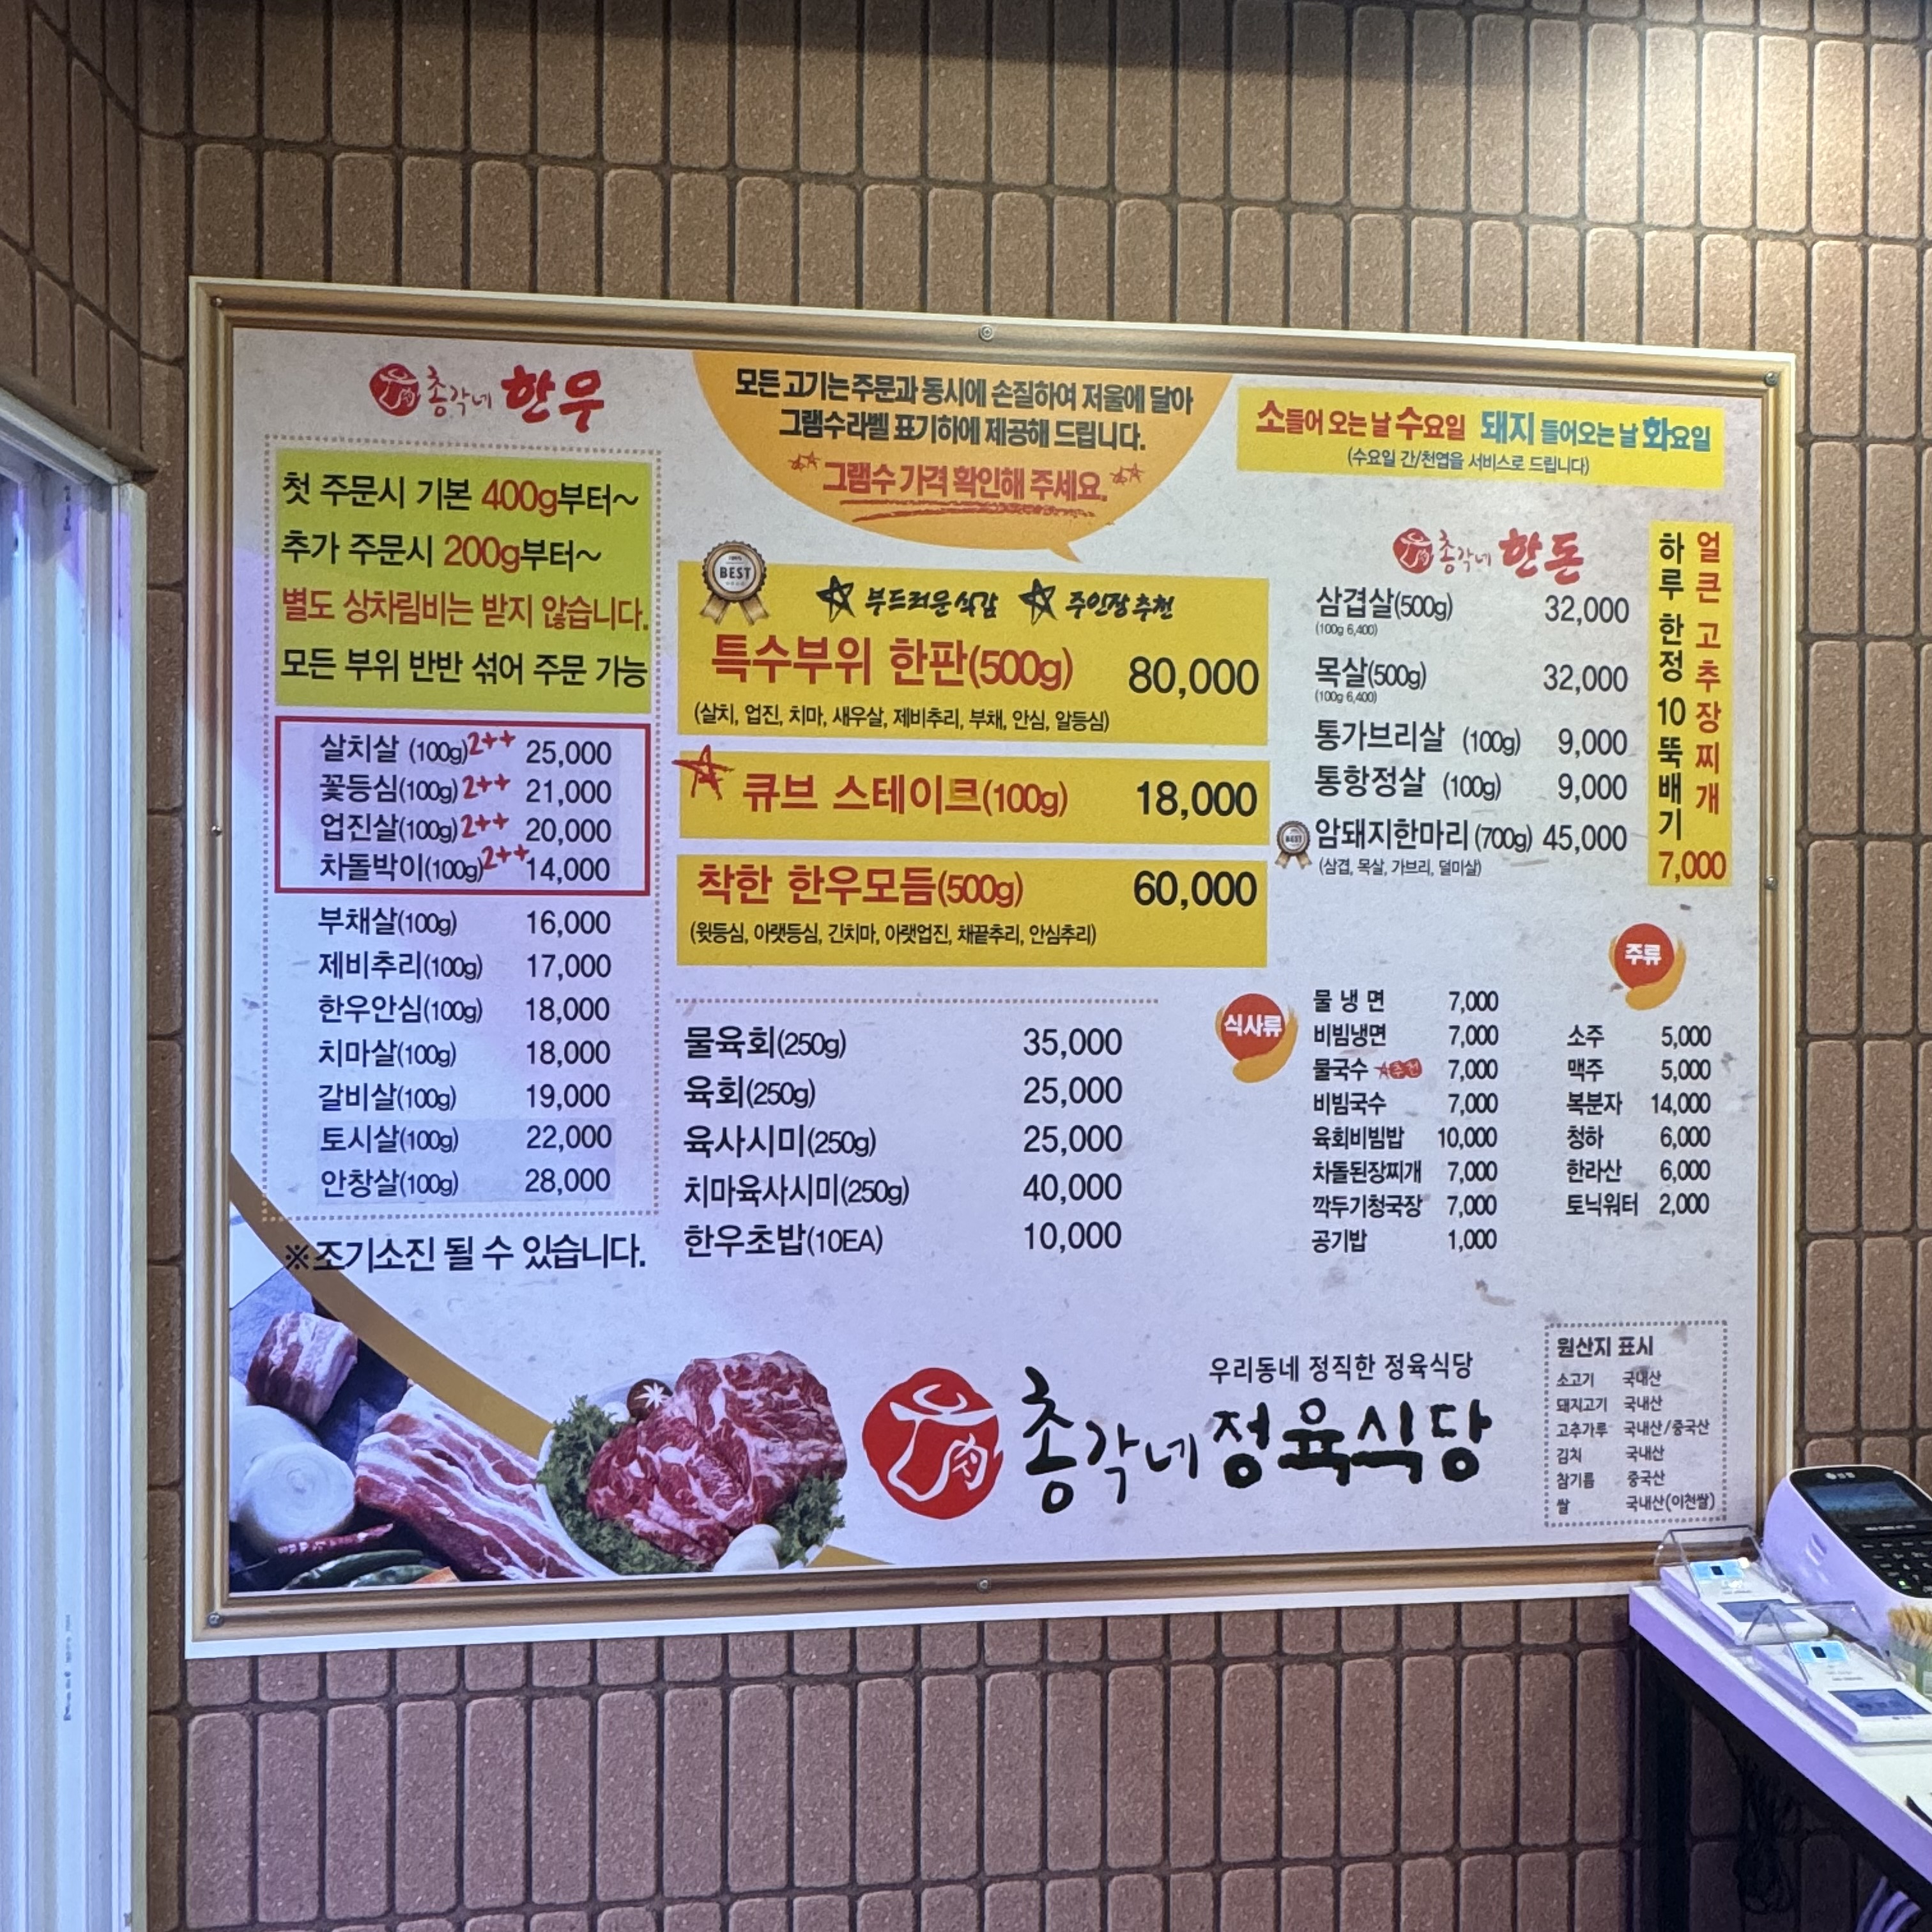 총각네 한우
첫 주문시 기본 400g부터~
추가 주문시 200g부터~
별도 상차림비는 받지 않습니다.
모든 부위 반반 섞어 주문 가능
살치살 (100g) 2++ 25,000
꽃등심(100g) 2++ 21,000
업진살(100g) 2++ 20,000
차돌박이(100g) 2++ 14,000
부채살(100g) 16,000
제비추리(100g) 17,000
한우안심(100g) 18,000
치마살(100g) 18,000
갈비살(100g) 19,000
토시살(100g) 22,000
안창살(100g) 28,000
※조기소진 될 수 있습니다.
모든 고기는 주문과 동시에 손질하여 저울에 달아
그램수라벨 표기하에 제공해 드립니다.
그램수 가격 확인해 주세요.
BEST
부드러운 식감 주인장 추천
특수부위 한판(500g) 80,000
(살치, 업진, 치마, 새우살, 제비추리, 부채, 안심, 알등심)
큐브 스테이크(100g) 18,000
착한 한우모듬(500g) 60,000
(윗등심, 아랫등심, 긴치마, 아랫업진, 채끝추리, 안심추리)
물육회(250g) 35,000
육회(250g) 25,000
육사시미(250g) 25,000
치마육사시미(250g) 40,000
한우초밥(10EA) 10,000
소들어 오는 날 수요일 돼지 들어오는 날 화요일
(수요일 간/천엽을 서비스로 드립니다)
총각네 한돈
삼겹살(500g) 32,000
(100g 6,400)
목살(500g) 32,000
(100g 6,400)
통가브리살 (100g) 9,000
통항정살 (100g) 9,000
BEST
암돼지한마리 (700g) 45,000
(삼겹, 목살, 가브리, 덜미살)
얼큰고추장찌개
하루 한정 10뚝배기
7,000
식사류
물 냉 면 7,000
비빔냉면 7,000
물국수 추천 7,000
비빔국수 7,000
육회비빔밥 10,000
차돌된장찌개 7,000
깍두기청국장 7,000
공기밥 1,000
주류
소주 5,000
맥주 5,000
복분자 14,000
청하 6,000
한라산 6,000
토닉워터 2,000
우리동네 정직한 정육식당
肉
총각네 정육식당
원산지 표시
소고기 국내산
돼지고기 국내산
고추가루 국내산/중국산
김치 국내산
참기름 중국산
쌀 국내산(이천쌀)